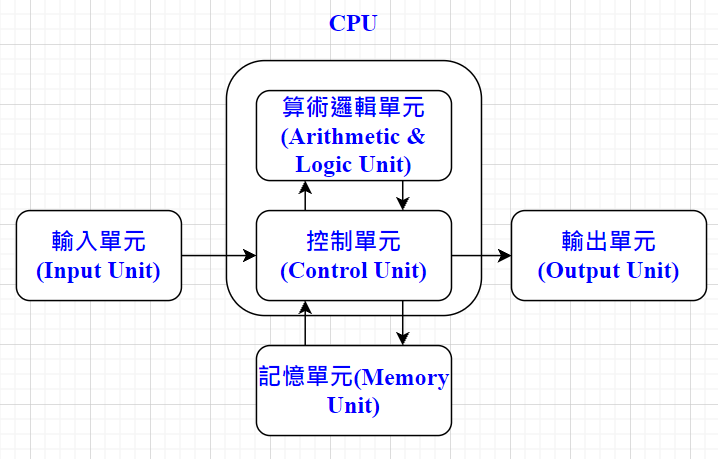 CPU
算術邏輯單元
(Arithmetic &
Logic Unit)
輸入單元
(Input Unit)
控制單元
(Control Unit)
輸出單元
(Output Unit)
記憶單元(Memory
Unit)